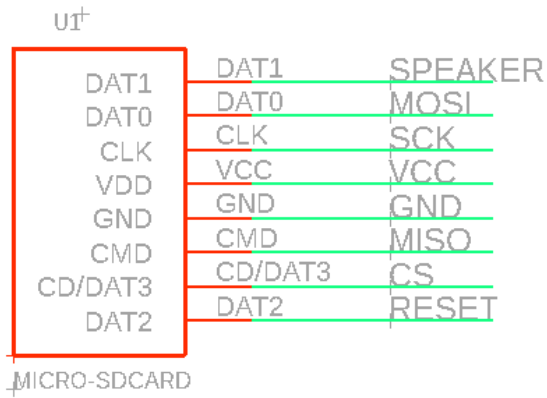 U1
DAT1 DAT1 SPEAKER
DAT0 DAT0 MOSI
CLK CLK SCK
VDD VCC VCC
GND GND GND
CMD CMD MISO
CD/DAT3 CD/DAT3 CS
DAT2 DAT2 RESET
MICRO-SDCARD